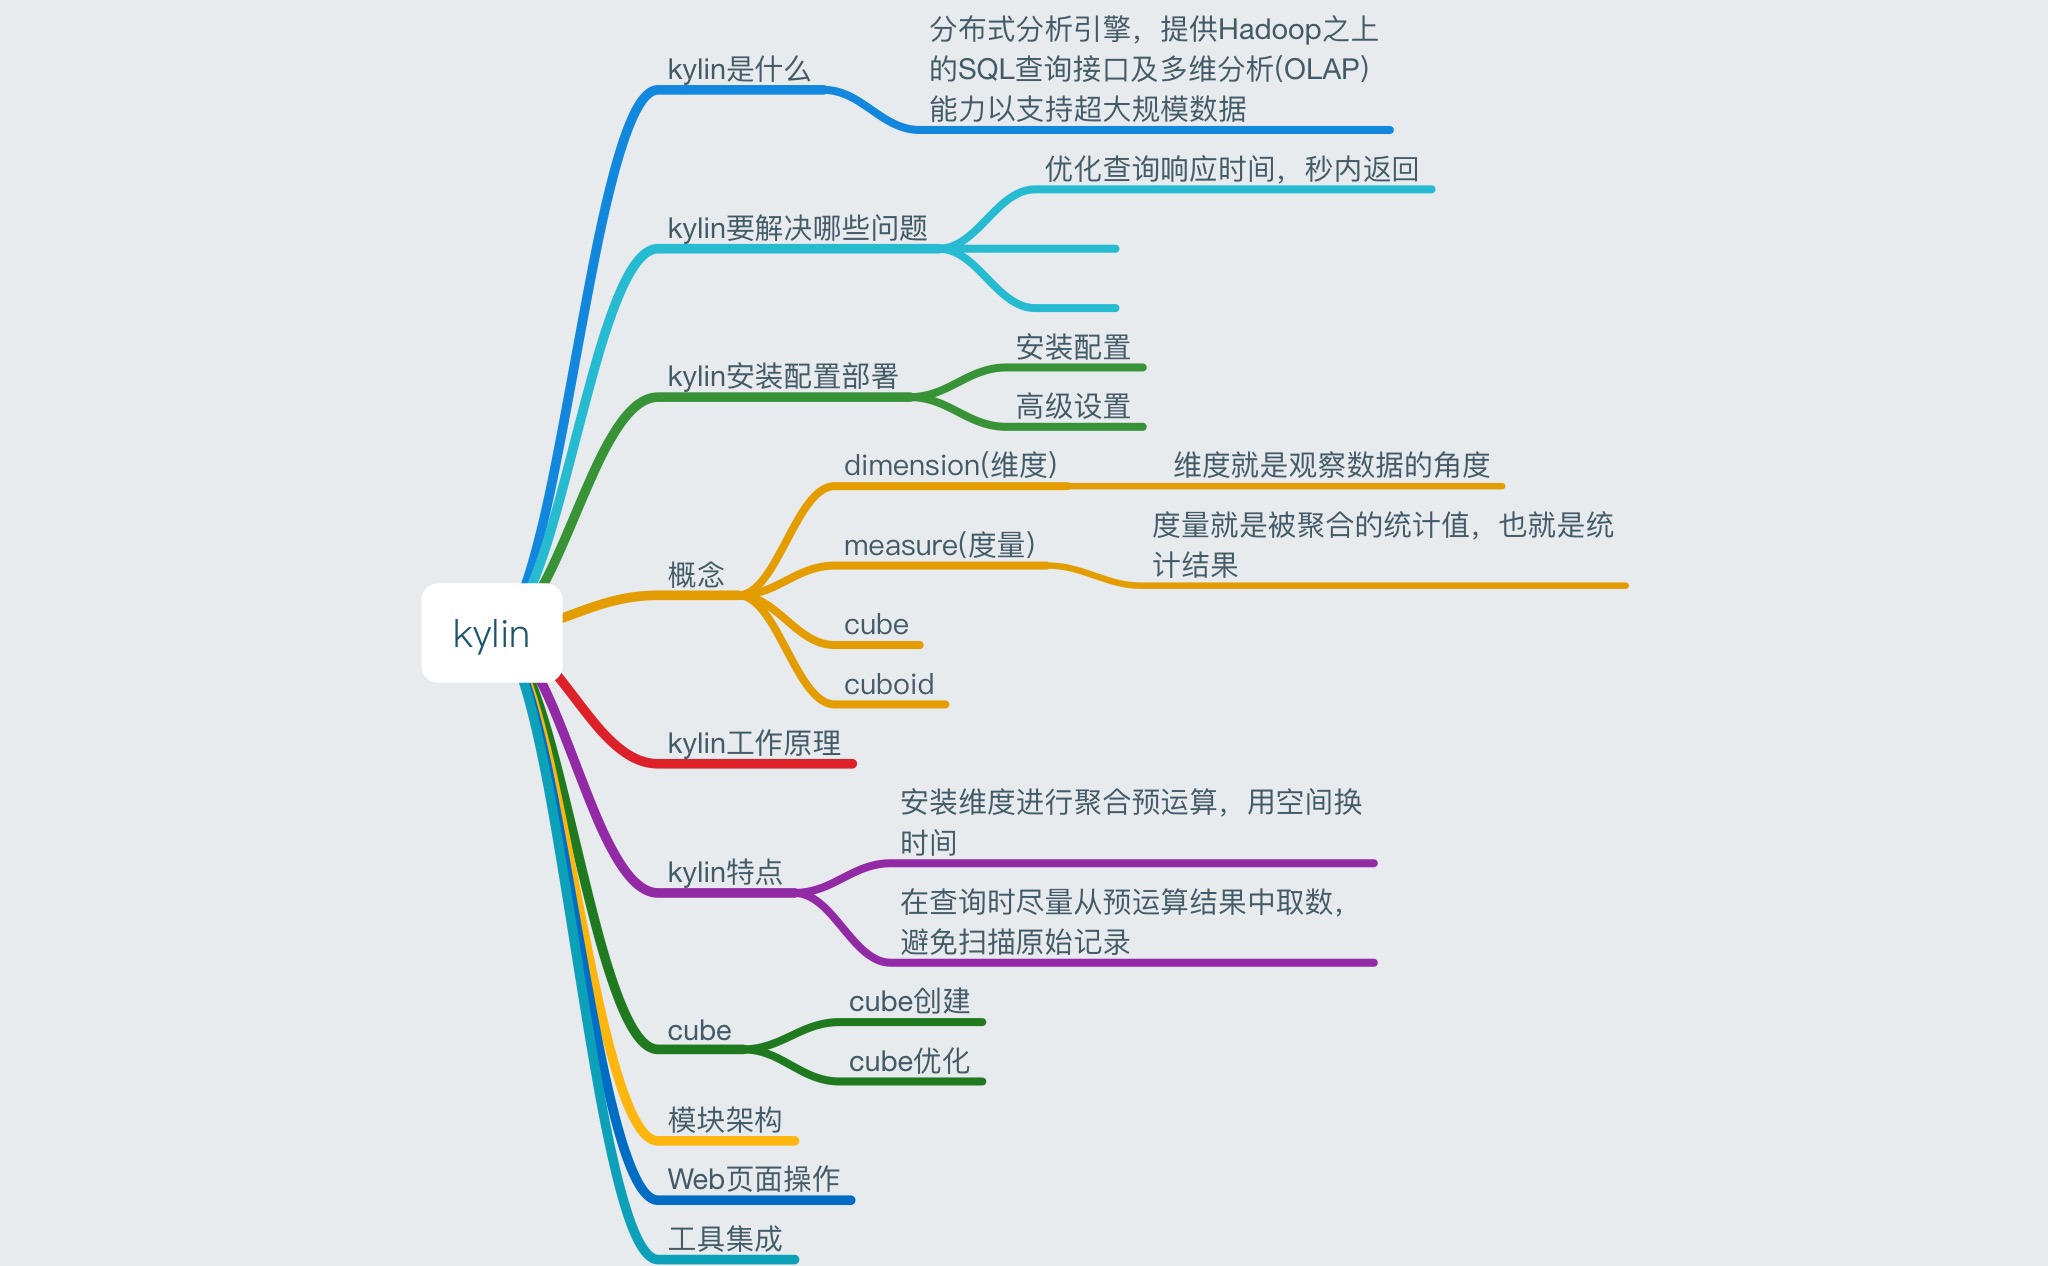 kylin
kylin是什么
分布式分析引擎，提供Hadoop之上
的SQL查询接口及多维分析(OLAP)
能力以支持超大规模数据
kylin要解决哪些问题
优化查询响应时间，秒内返回
kylin安装配置部署
安装配置
高级设置
概念
dimension(维度)
维度就是观察数据的角度
measure(度量)
度量就是被聚合的统计值，也就是统
计结果
cube
cuboid
kylin工作原理
kylin特点
安装维度进行聚合预运算，用空间换
时间
在查询时尽量从预运算结果中取数，
避免扫描原始记录
cube
cube创建
cube优化
模块架构
Web页面操作
工具集成